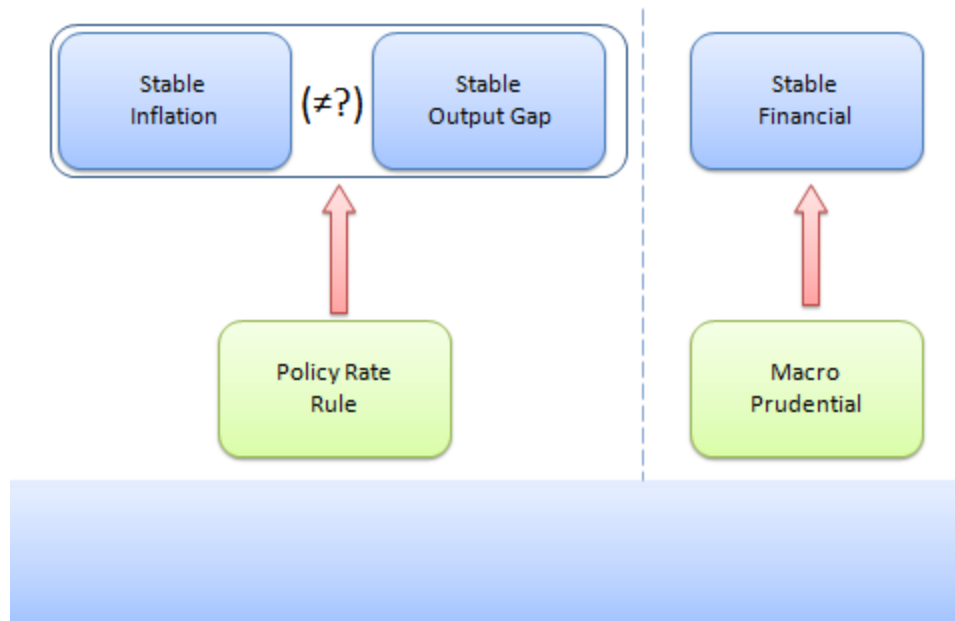 Stable
Inflation
(≠?)
Stable
Output Gap
Stable
Financial
Policy Rate
Rule
Macro
Prudential